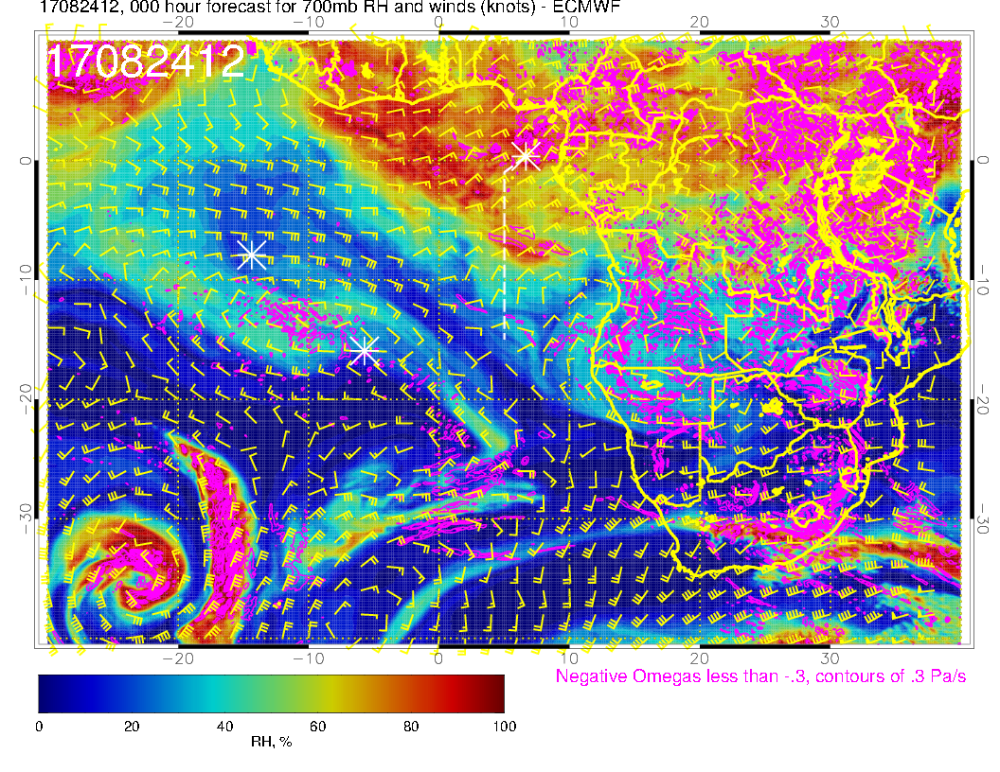 17082412, 000 hour forecast for 700mb RH and winds (knots) - ECMWF
−20 −10 0 10 20 30
17082412
0 0
−10 −10
−20 −20
−30 −30
−20 −10 0 10 20 30
Negative Omegas less than -.3, contours of .3 Pa/s
0 20 40 60 80 100
RH, %